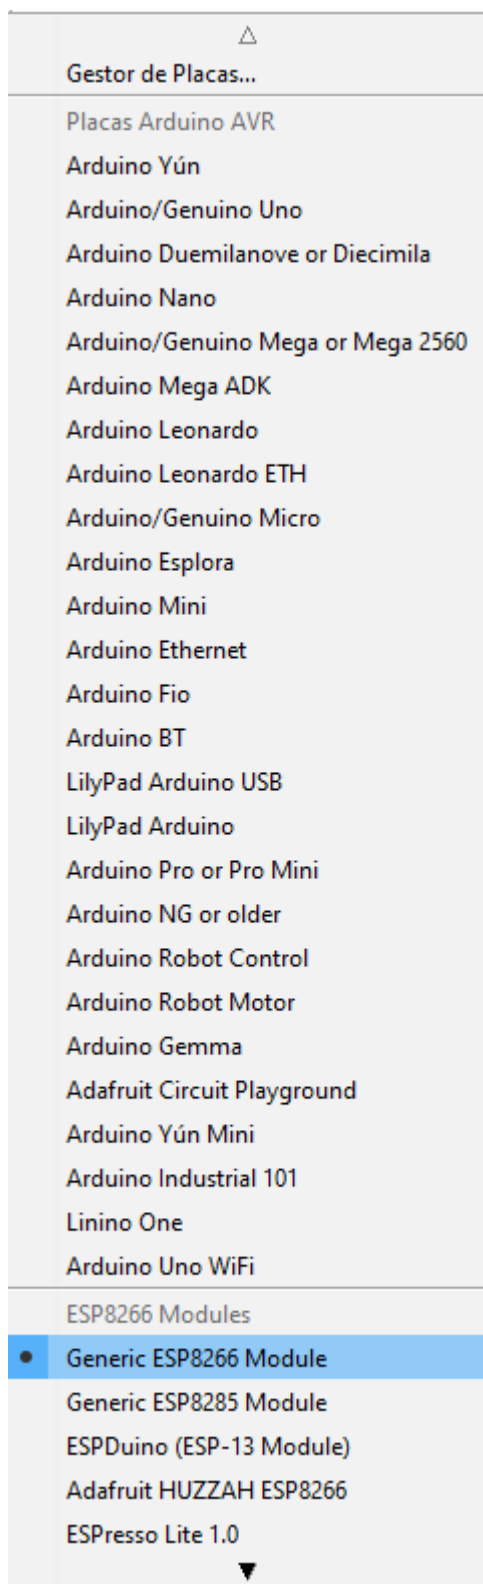 Gestor de Placas...
Placas Arduino AVR
Arduino Yún
Arduino/Genuino Uno
Arduino Duemilanove or Diecimila
Arduino Nano
Arduino/Genuino Mega or Mega 2560
Arduino Mega ADK
Arduino Leonardo
Arduino Leonardo ETH
Arduino/Genuino Micro
Arduino Esplora
Arduino Mini
Arduino Ethernet
Arduino Fio
Arduino BT
LilyPad Arduino USB
LilyPad Arduino
Arduino Pro or Pro Mini
Arduino NG or older
Arduino Robot Control
Arduino Robot Motor
Arduino Gemma
Adafruit Circuit Playground
Arduino Yún Mini
Arduino Industrial 101
Linino One
Arduino Uno WiFi
ESP8266 Modules
Generic ESP8266 Module
Generic ESP8285 Module
ESPDuino (ESP-13 Module)
Adafruit HUZZAH ESP8266
ESPresso Lite 1.0